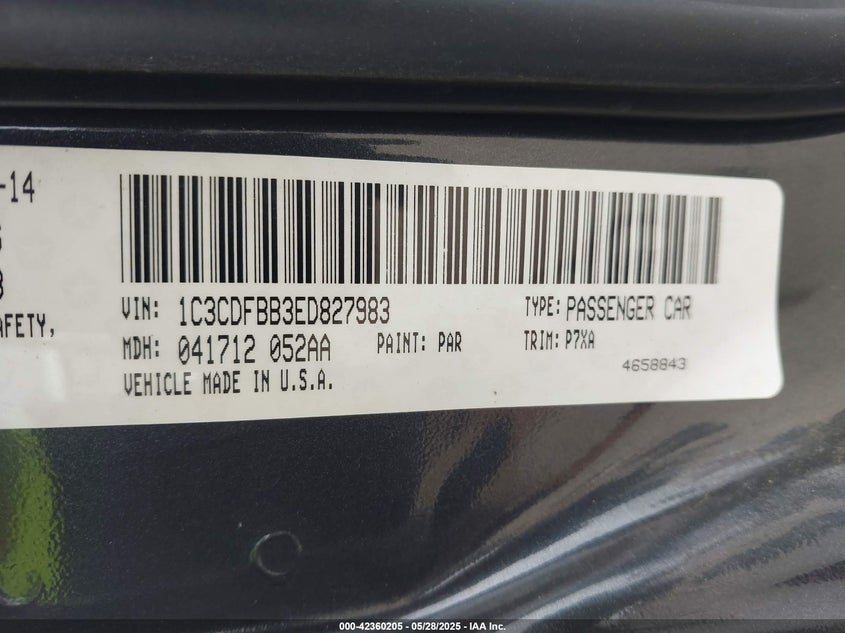 -14
AFETY,
VIN: 1C3CDFBB3ED827983 TYPE: PASSENGER CAR
MDH: 041712 052AA PAINT: PAR TRIM: P7XA
VEHICLE MADE IN U.S.A. 4658843
000-42360205 - 05/28/2025 - IAA Inc.